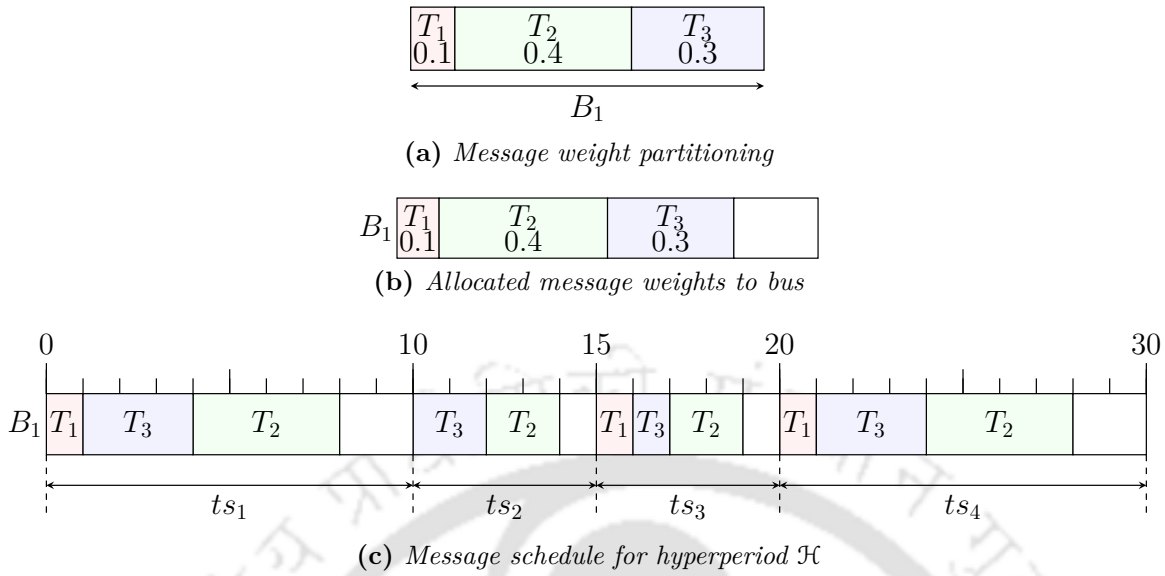 T₁ T₂ T₃
0.1 0.4 0.3
B₁
(a) Message weight partitioning
B₁ T₁ T₂ T₃
0.1 0.4 0.3
(b) Allocated message weights to bus
0 10 15 20 30
B₁ T₁ T₃ T₂ T₃ T₂ T₁ T₃ T₂ T₁ T₃ T₂
ts₁ ts₂ ts₃ ts₄
(c) Message schedule for hyperperiod ℋ